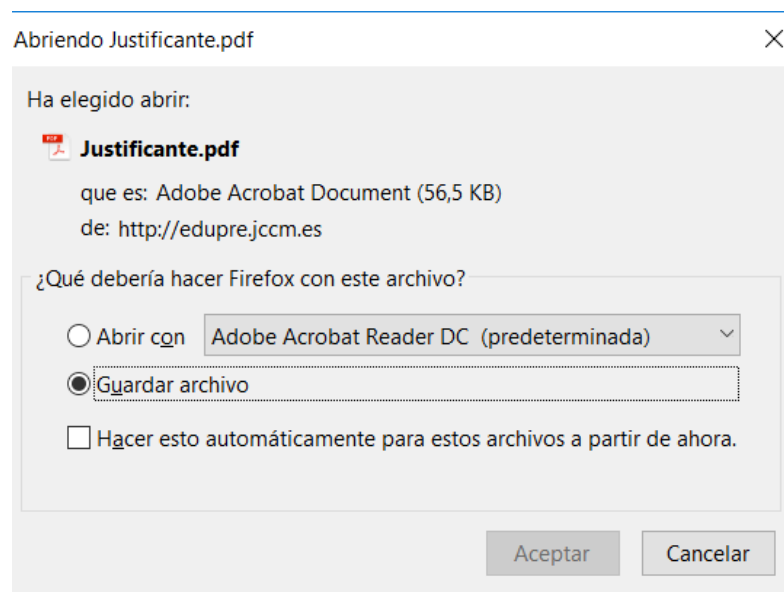 Abriendo Justificante.pdf
Ha elegido abrir:
Justificante.pdf
que es: Adobe Acrobat Document (56,5 KB)
de: http://edupre.jccm.es
¿Qué debería hacer Firefox con este archivo?
Abrir con Adobe Acrobat Reader DC (predeterminada)
Guardar archivo
Hacer esto automáticamente para estos archivos a partir de ahora.
Aceptar Cancelar